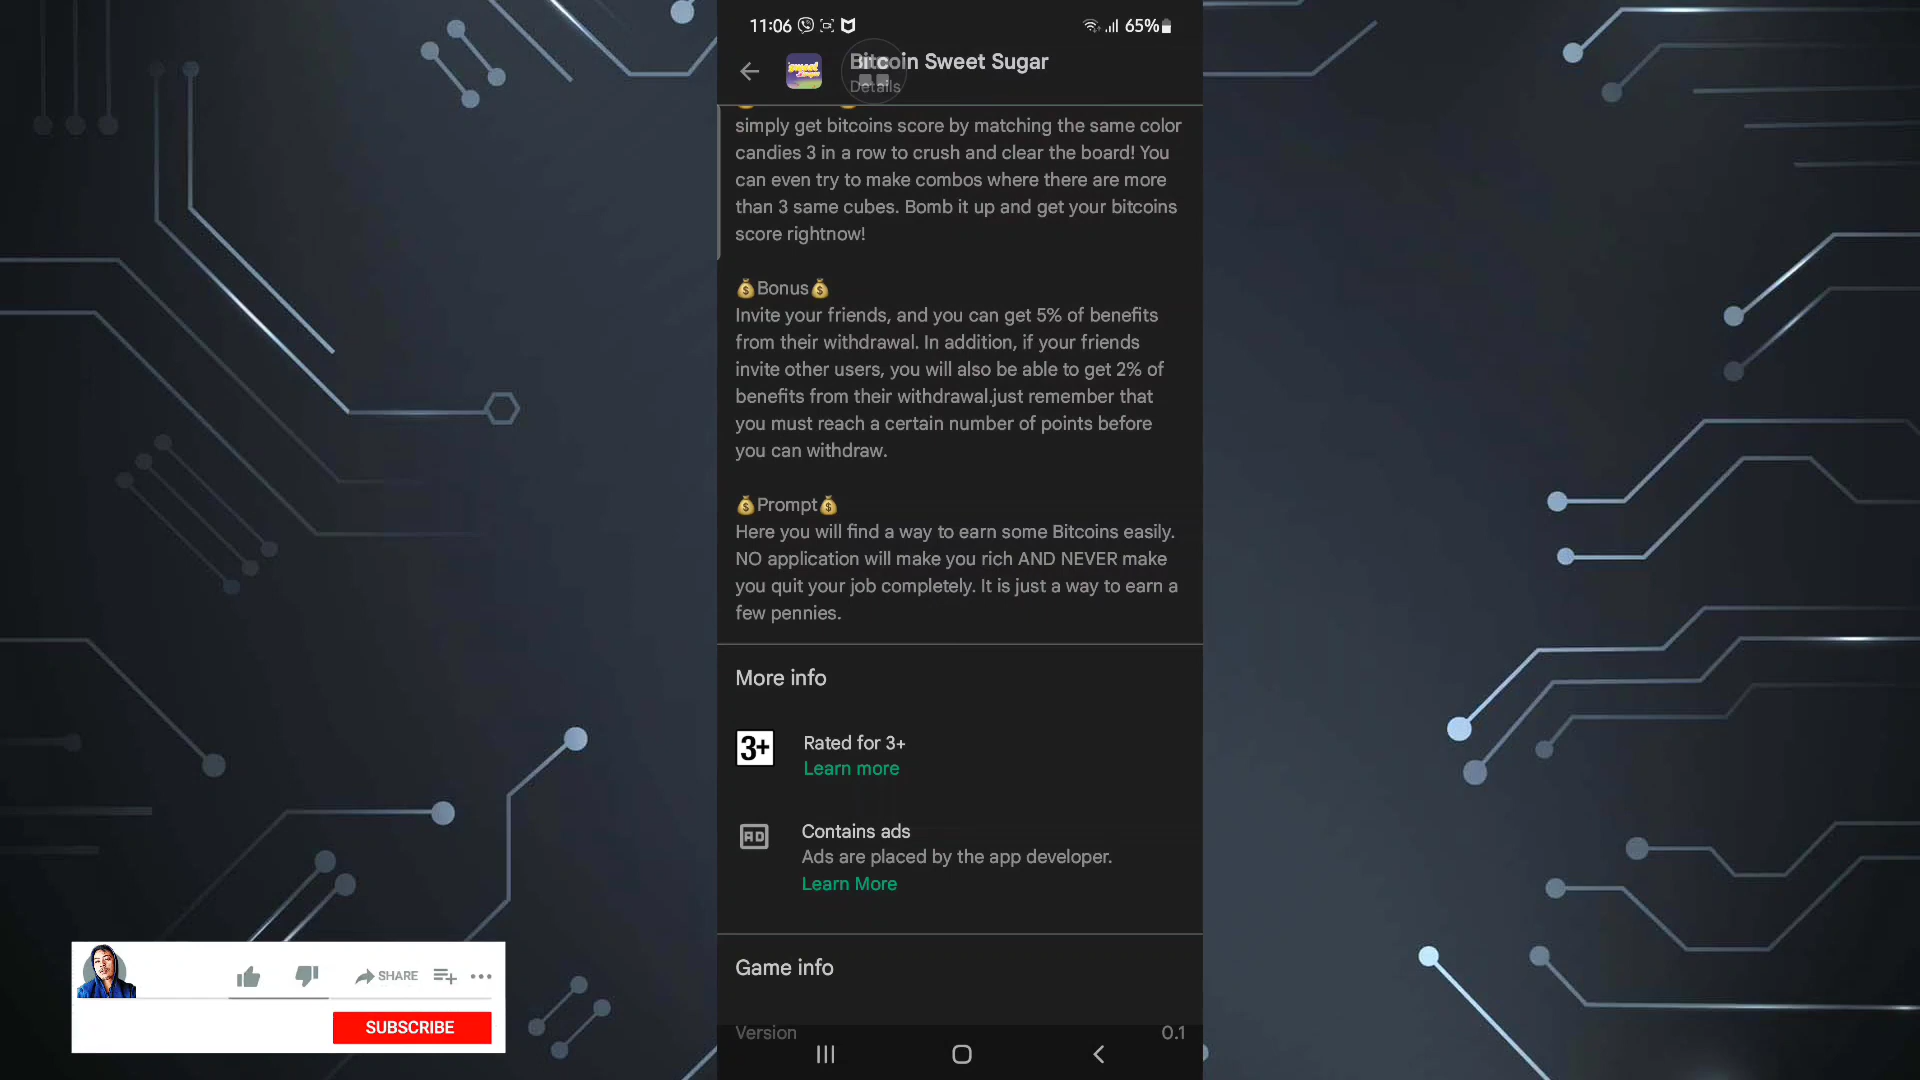 11:06
65%
Bitcoin Sweet Sugar
Details
simply get bitcoins score by matching the same color
candies 3 in a row to crush and clear the board! You
can even try to make combos where there are more
than 3 same cubes. Bomb it up and get your bitcoins
score rightnow!
💰Bonus💰
Invite your friends, and you can get 5% of benefits
from their withdrawal. In addition, if your friends
invite other users, you will also be able to get 2% of
benefits from their withdrawal.just remember that
you must reach a certain number of points before
you can withdraw.
💰Prompt💰
Here you will find a way to earn some Bitcoins easily.
NO application will make you rich AND NEVER make
you quit your job completely. It is just a way to earn a
few pennies.
More info
3+
Rated for 3+
Learn more
AD
Contains ads
Ads are placed by the app developer.
Learn More
Game info
Version 0.1
SHARE
SUBSCRIBE